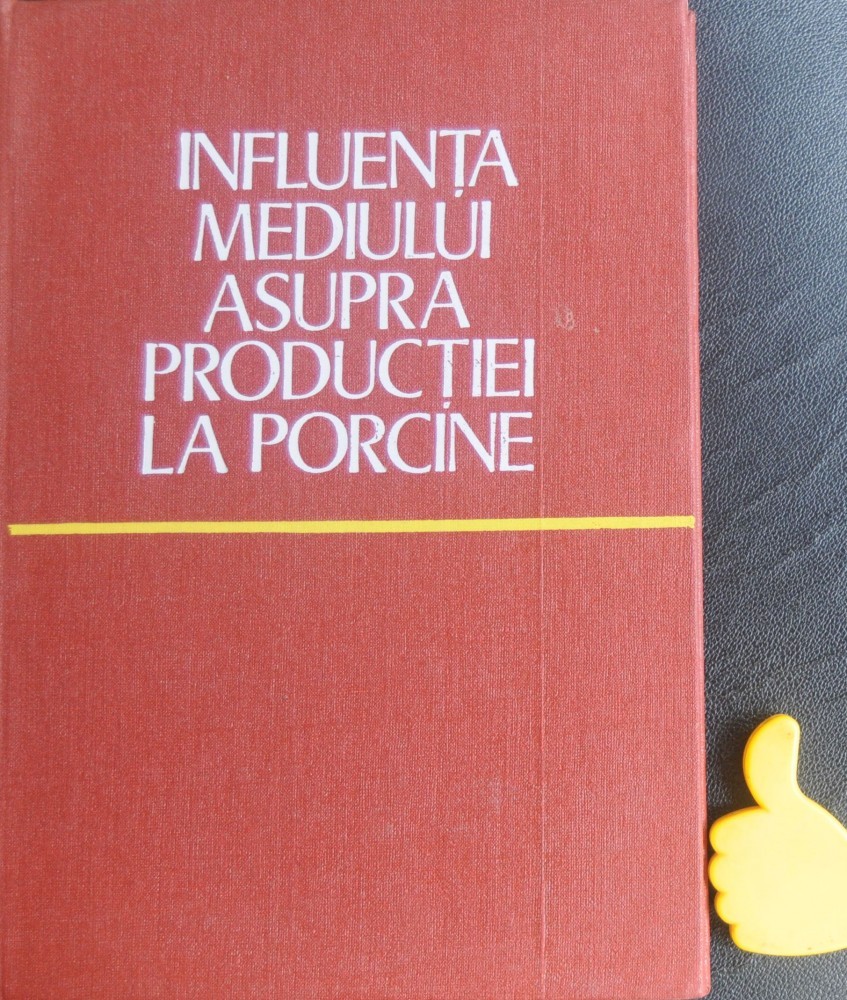 INFLUENȚA
MEDIULUI
ASUPRA
PRODUCȚIEI
LA PORCINE